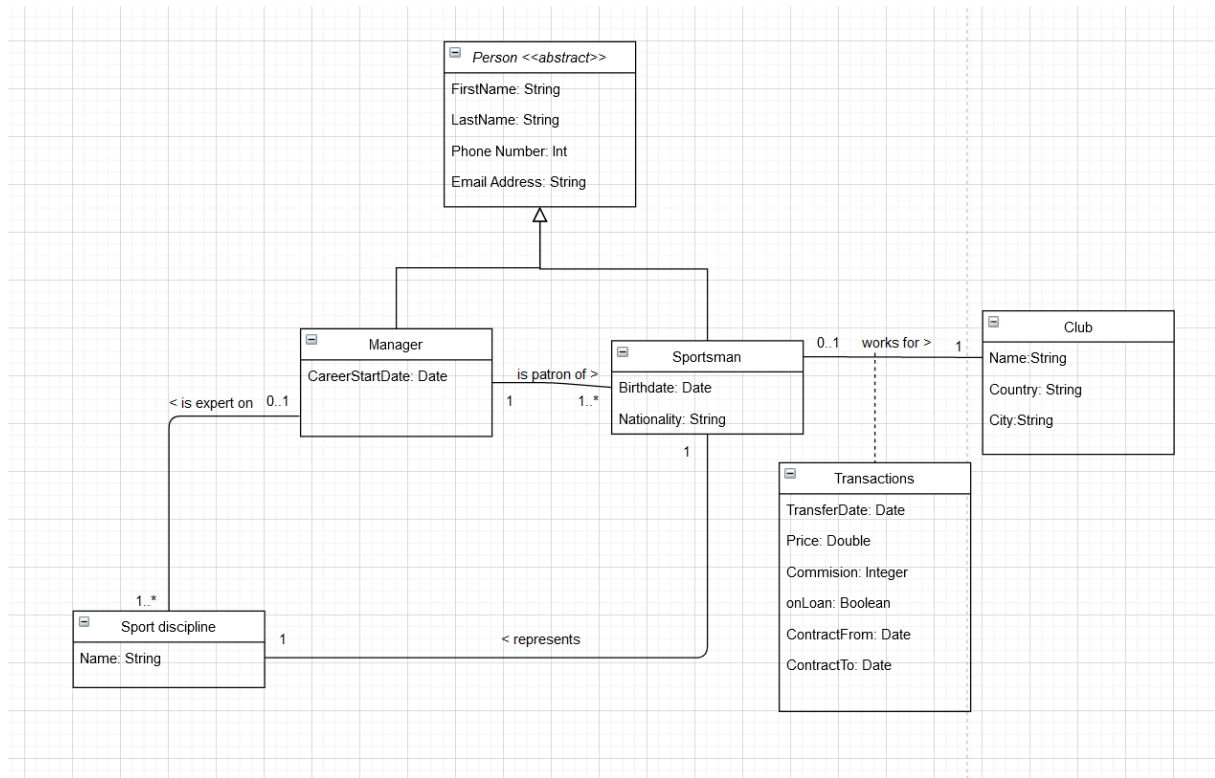 Person <<abstract>>
FirstName: String
LastName: String
Phone Number: Int
Email Address: String
Manager
CareerStartDate: Date
is patron of >
1
1..*
Sportsman
Birthdate: Date
Nationality: String
0..1
works for >
1
Club
Name:String
Country: String
City:String
< is expert on
0..1
1
Transactions
TransferDate: Date
Price: Double
Commision: Integer
onLoan: Boolean
ContractFrom: Date
ContractTo: Date
1..*
Sport discipline
Name: String
1
< represents